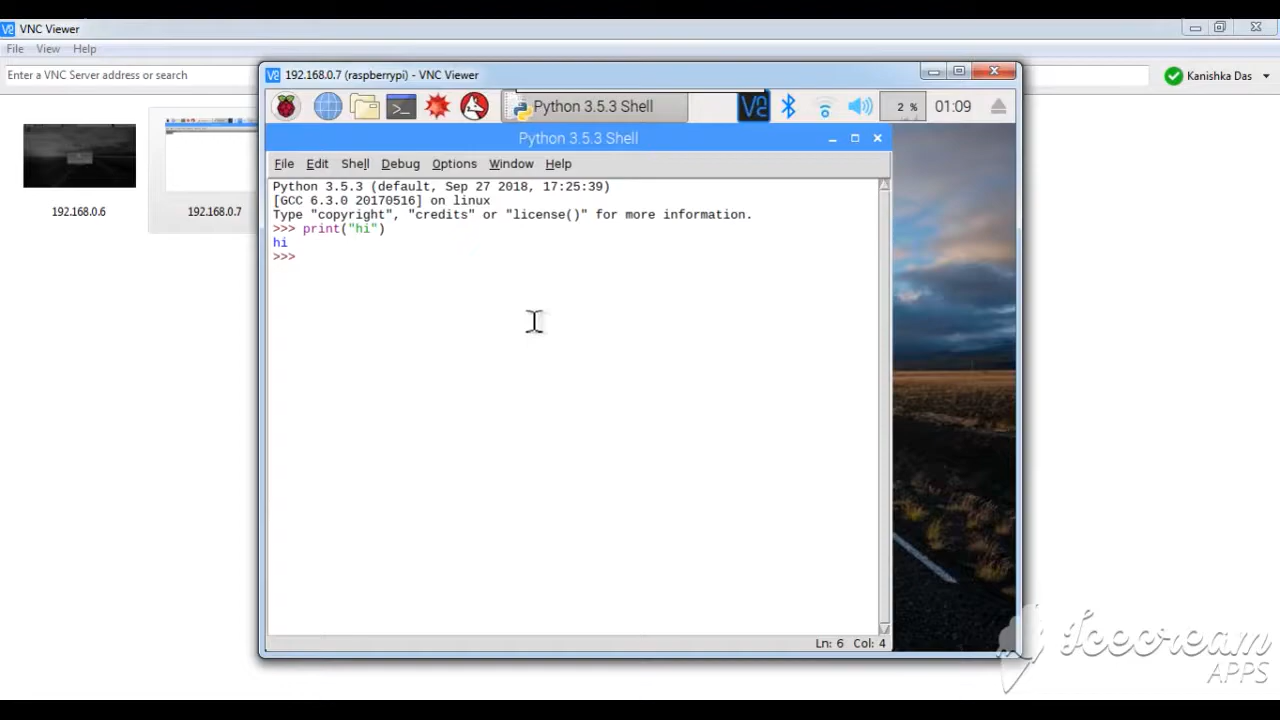 VNC Viewer
File View Help
Enter a VNC Server address or search
Kanishka Das
192.168.0.6
192.168.0.7
192.168.0.7 (raspberrypi) - VNC Viewer
Python 3.5.3 Shell
2 %
01:09
Python 3.5.3 Shell
File Edit Shell Debug Options Window Help
Python 3.5.3 (default, Sep 27 2018, 17:25:39)
[GCC 6.3.0 20170516] on linux
Type "copyright", "credits" or "license()" for more information.
>>> print("hi")
hi
>>>
Ln: 6 Col: 4
Icecream
APPS